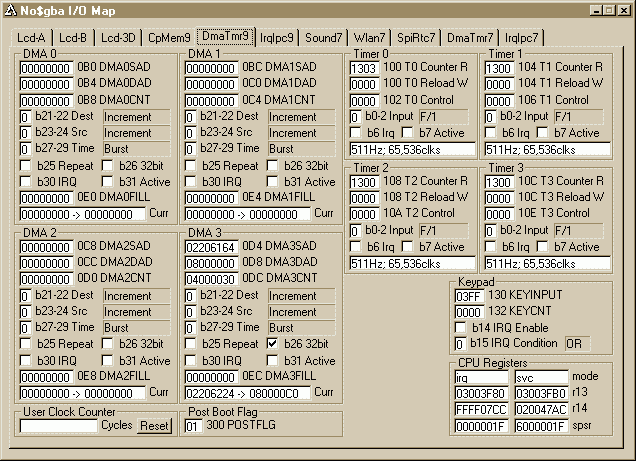 No$gba I/O Map
Lcd-A Lcd-B Lcd-3D CpMem9 DmaTmr9 IrqIpc9 Sound7 Wlan7 SpiRtc7 DmaTmr7 IrqIpc7
DMA 0
00000000 0B0 DMA0SAD
00000000 0B4 DMA0DAD
00000000 0B8 DMA0CNT
0 b21-22 Dest Increment
0 b23-24 Src Increment
0 b27-29 Time Burst
b25 Repeat b26 32bit
b30 IRQ b31 Active
00000000 0E0 DMA0FILL
00000000 -> 00000000 Curr
DMA 1
00000000 0BC DMA1SAD
00000000 0C0 DMA1DAD
00000000 0C4 DMA1CNT
0 b21-22 Dest Increment
0 b23-24 Src Increment
0 b27-29 Time Burst
b25 Repeat b26 32bit
b30 IRQ b31 Active
00000000 0E4 DMA1FILL
00000000 -> 00000000 Curr
Timer 0
1303 100 T0 Counter R
0000 100 T0 Reload W
0000 102 T0 Control
0 b0-2 Input F/1
b6 Irq b7 Active
511Hz; 65,536clks
Timer 1
1300 104 T1 Counter R
0000 104 T1 Reload W
0000 106 T1 Control
0 b0-2 Input F/1
b6 Irq b7 Active
511Hz; 65,536clks
Timer 2
1300 108 T2 Counter R
0000 108 T2 Reload W
0000 10A T2 Control
0 b0-2 Input F/1
b6 Irq b7 Active
511Hz; 65,536clks
Timer 3
1300 10C T3 Counter R
0000 10C T3 Reload W
0000 10E T3 Control
0 b0-2 Input F/1
b6 Irq b7 Active
511Hz; 65,536clks
DMA 2
00000000 0C8 DMA2SAD
00000000 0CC DMA2DAD
00000000 0D0 DMA2CNT
0 b21-22 Dest Increment
0 b23-24 Src Increment
0 b27-29 Time Burst
b25 Repeat b26 32bit
b30 IRQ b31 Active
00000000 0E8 DMA2FILL
00000000 -> 00000000 Curr
DMA 3
02206164 0D4 DMA3SAD
08000000 0D8 DMA3DAD
04000030 0DC DMA3CNT
0 b21-22 Dest Increment
0 b23-24 Src Increment
0 b27-29 Time Burst
b25 Repeat b26 32bit
b30 IRQ b31 Active
00000000 0EC DMA3FILL
02206224 -> 080000C0 Curr
Keypad
03FF 130 KEYINPUT
0000 132 KEYCNT
b14 IRQ Enable
0 b15 IRQ Condition OR
CPU Registers
irq svc mode
03003F80 03003FB0 r13
FFFF07CC 020047AC r14
0000001F 6000001F spsr
User Clock Counter
Cycles Reset
Post Boot Flag
01 300 POSTFLG